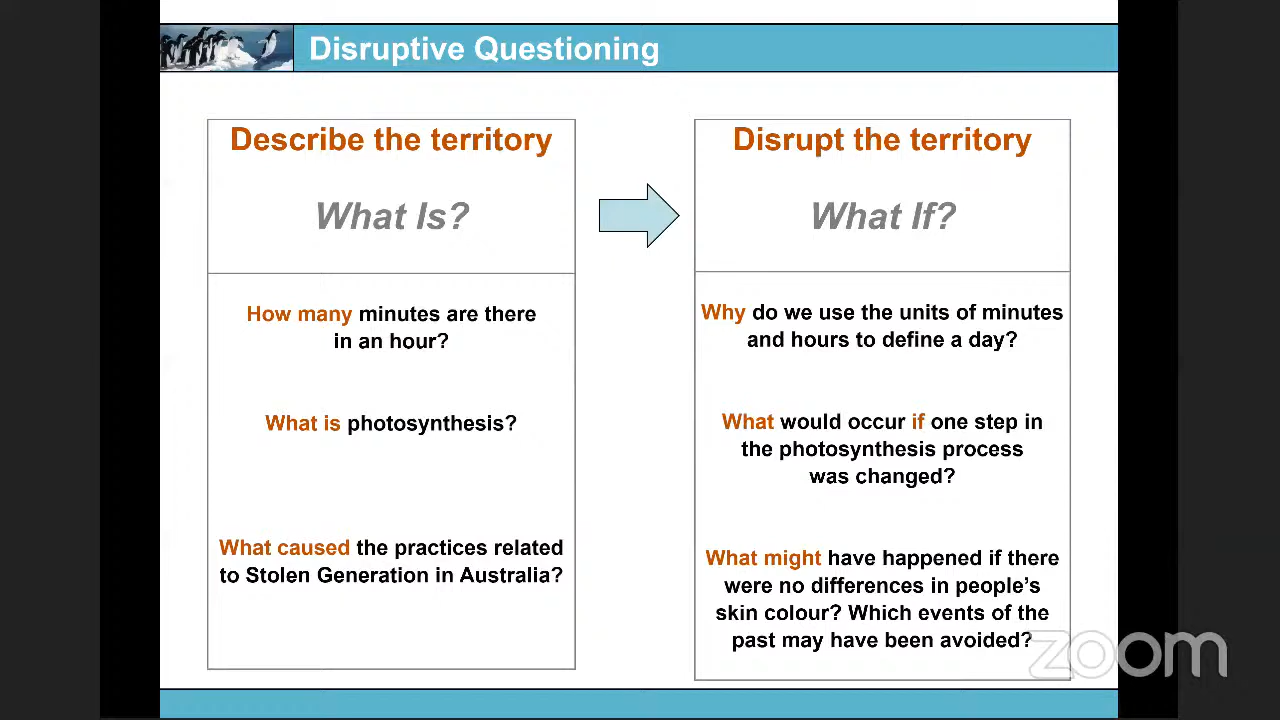 Disruptive Questioning
Describe the territory
What Is?
How many minutes are there
in an hour?
What is photosynthesis?
What caused the practices related
to Stolen Generation in Australia?
Disrupt the territory
What If?
Why do we use the units of minutes
and hours to define a day?
What would occur if one step in
the photosynthesis process
was changed?
What might have happened if there
were no differences in people's
skin colour? Which events of the
past may have been avoided?
zoom